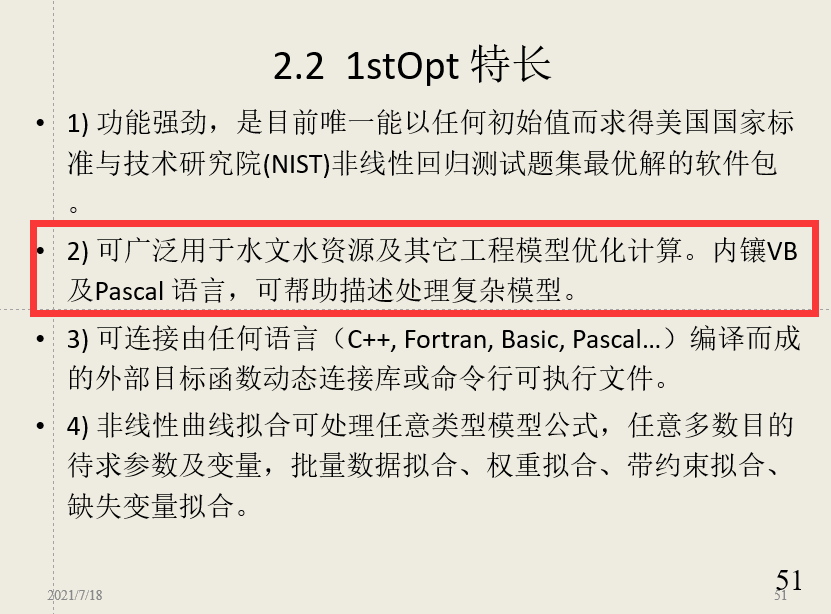 2.2 1stOpt 特长
• 1) 功能强劲，是目前唯一能以任何初始值而求得美国国家标
准与技术研究院(NIST)非线性回归测试题集最优解的软件包
。
• 2) 可广泛用于水文水资源及其它工程模型优化计算。内镶VB
及Pascal 语言，可帮助描述处理复杂模型。
• 3) 可连接由任何语言（C++, Fortran, Basic, Pascal…）编译而成
的外部目标函数动态连接库或命令行可执行文件。
• 4) 非线性曲线拟合可处理任意类型模型公式，任意多数目的
待求参数及变量，批量数据拟合、权重拟合、带约束拟合、
缺失变量拟合。
51
2021/7/18
51